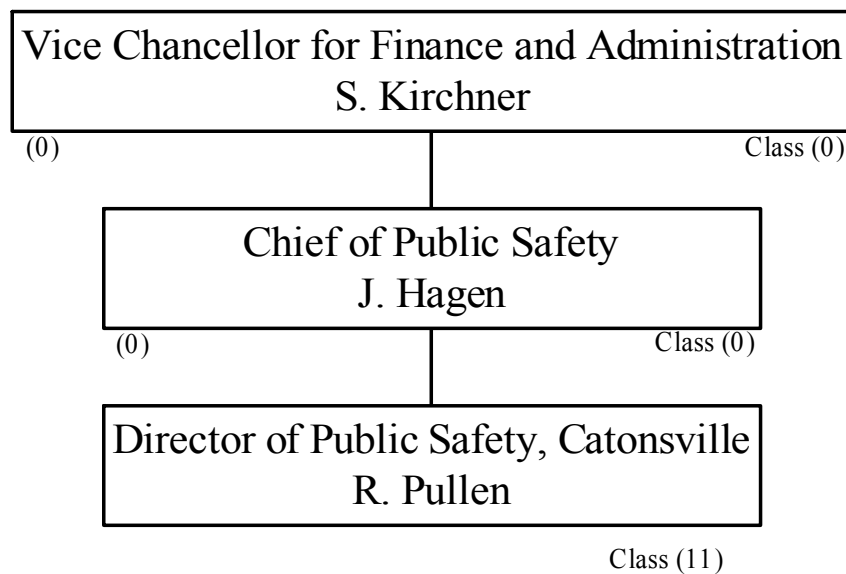 Vice Chancellor for Finance and Administration
S. Kirchner
(0) Class (0)
Chief of Public Safety
J. Hagen
(0) Class (0)
Director of Public Safety, Catonsville
R. Pullen
Class (11)